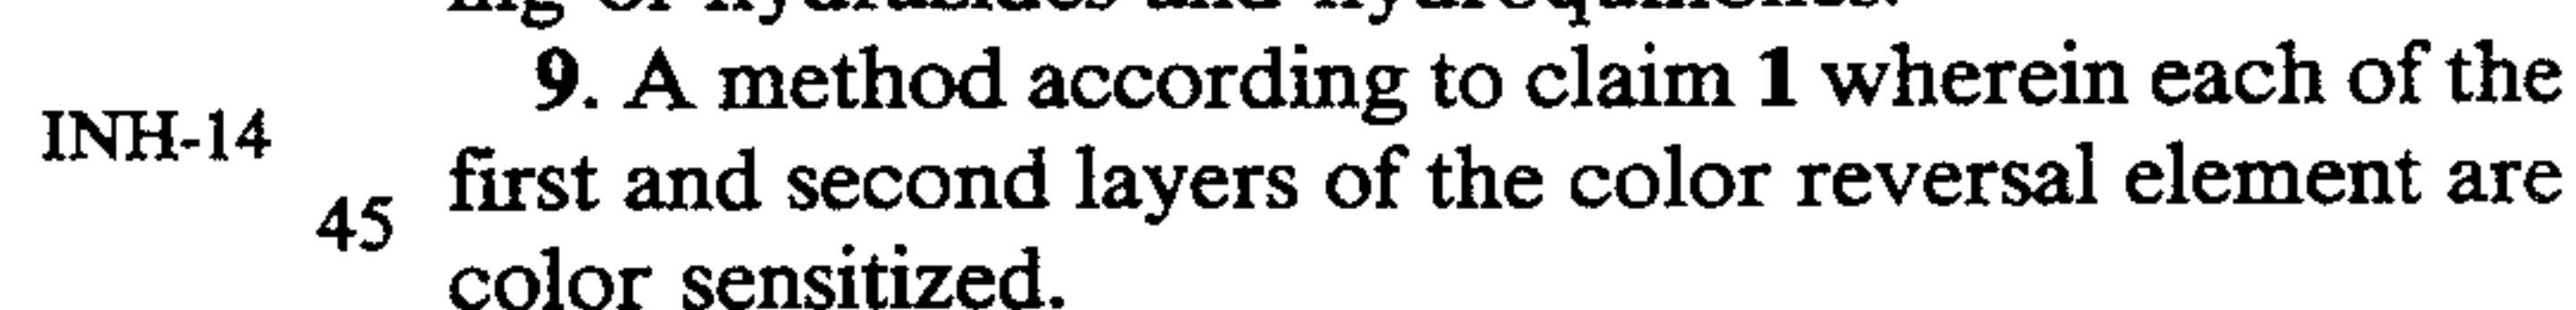 9. A method according to claim 1 wherein each of the
INH-14
first and second layers of the color reversal element are
45
color sensitized.